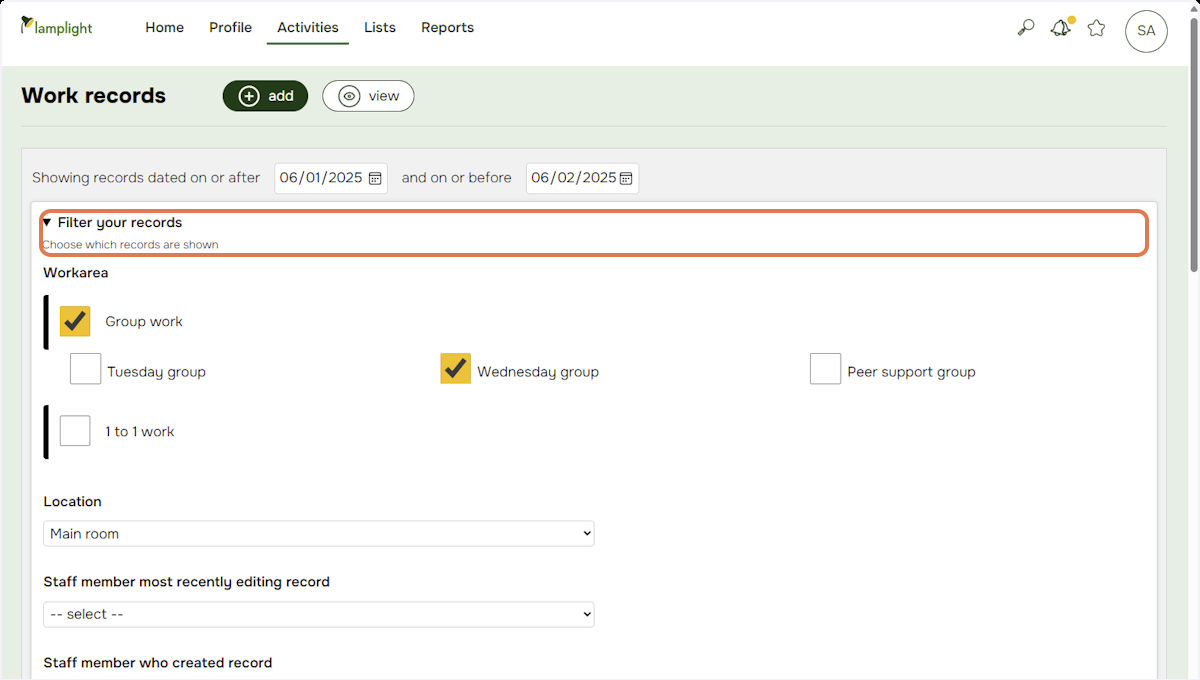 lamplight Home Profile Activities Lists Reports SA
Work records add view
Showing records dated on or after 06/01/2025 and on or before 06/02/2025
Filter your records
Choose which records are shown
Workarea
Group work
Tuesday group Wednesday group Peer support group
1 to 1 work
Location
Main room
Staff member most recently editing record
-- select --
Staff member who created record